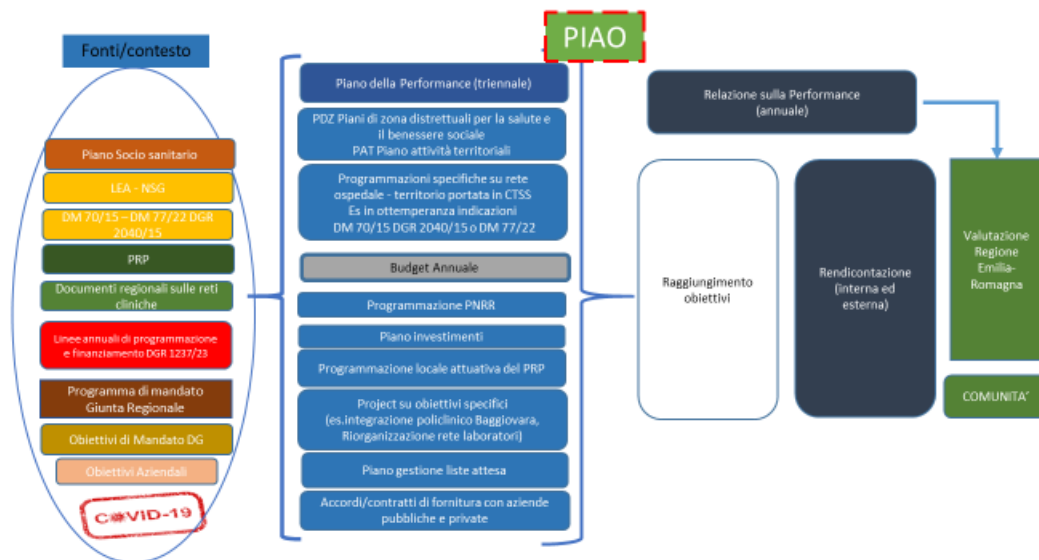 PIAO
Fonti/contesto
Piano Socio sanitario
LEA - NSG
DM 70/15 – DM 77/22 DGR
2040/15
PRP
Documenti regionali sulle reti
cliniche
Linee annuali di programmazione
e finanziamento DGR 1237/23
Programma di mandato
Giunta Regionale
Obiettivi di Mandato DG
Obiettivi Aziendali
COVID-19
Piano della Performance (triennale)
PDZ Piani di zona distrettuali per la salute e
il benessere sociale
PAT Piano attività territoriali
Programmazioni specifiche su rete
ospedale - territorio portata in CTSS
Es in ottemperanza indicazioni
DM 70/15 DGR 2040/15 o DM 77/22
Budget Annuale
Programmazione PNRR
Piano investimenti
Programmazione locale attuativa del PRP
Project su obiettivi specifici
(es.integrazione policlinico Baggiovara,
Riorganizzazione rete laboratori)
Piano gestione liste attesa
Accordi/contratti di fornitura con aziende
pubbliche e private
Relazione sulla Performance
(annuale)
Raggiungimento
obiettivi
Rendicontazione
(interna ed
esterna)
Valutazione
Regione
Emilia-
Romagna
COMUNITA'